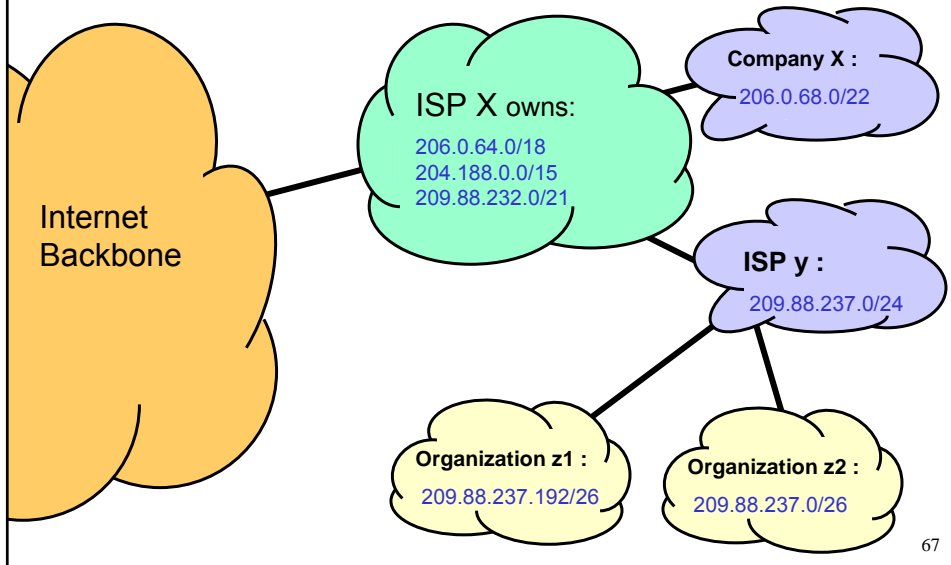 Internet
Backbone
ISP X owns:
206.0.64.0/18
204.188.0.0/15
209.88.232.0/21
Company X :
206.0.68.0/22
ISP y :
209.88.237.0/24
Organization z1 :
209.88.237.192/26
Organization z2 :
209.88.237.0/26
67